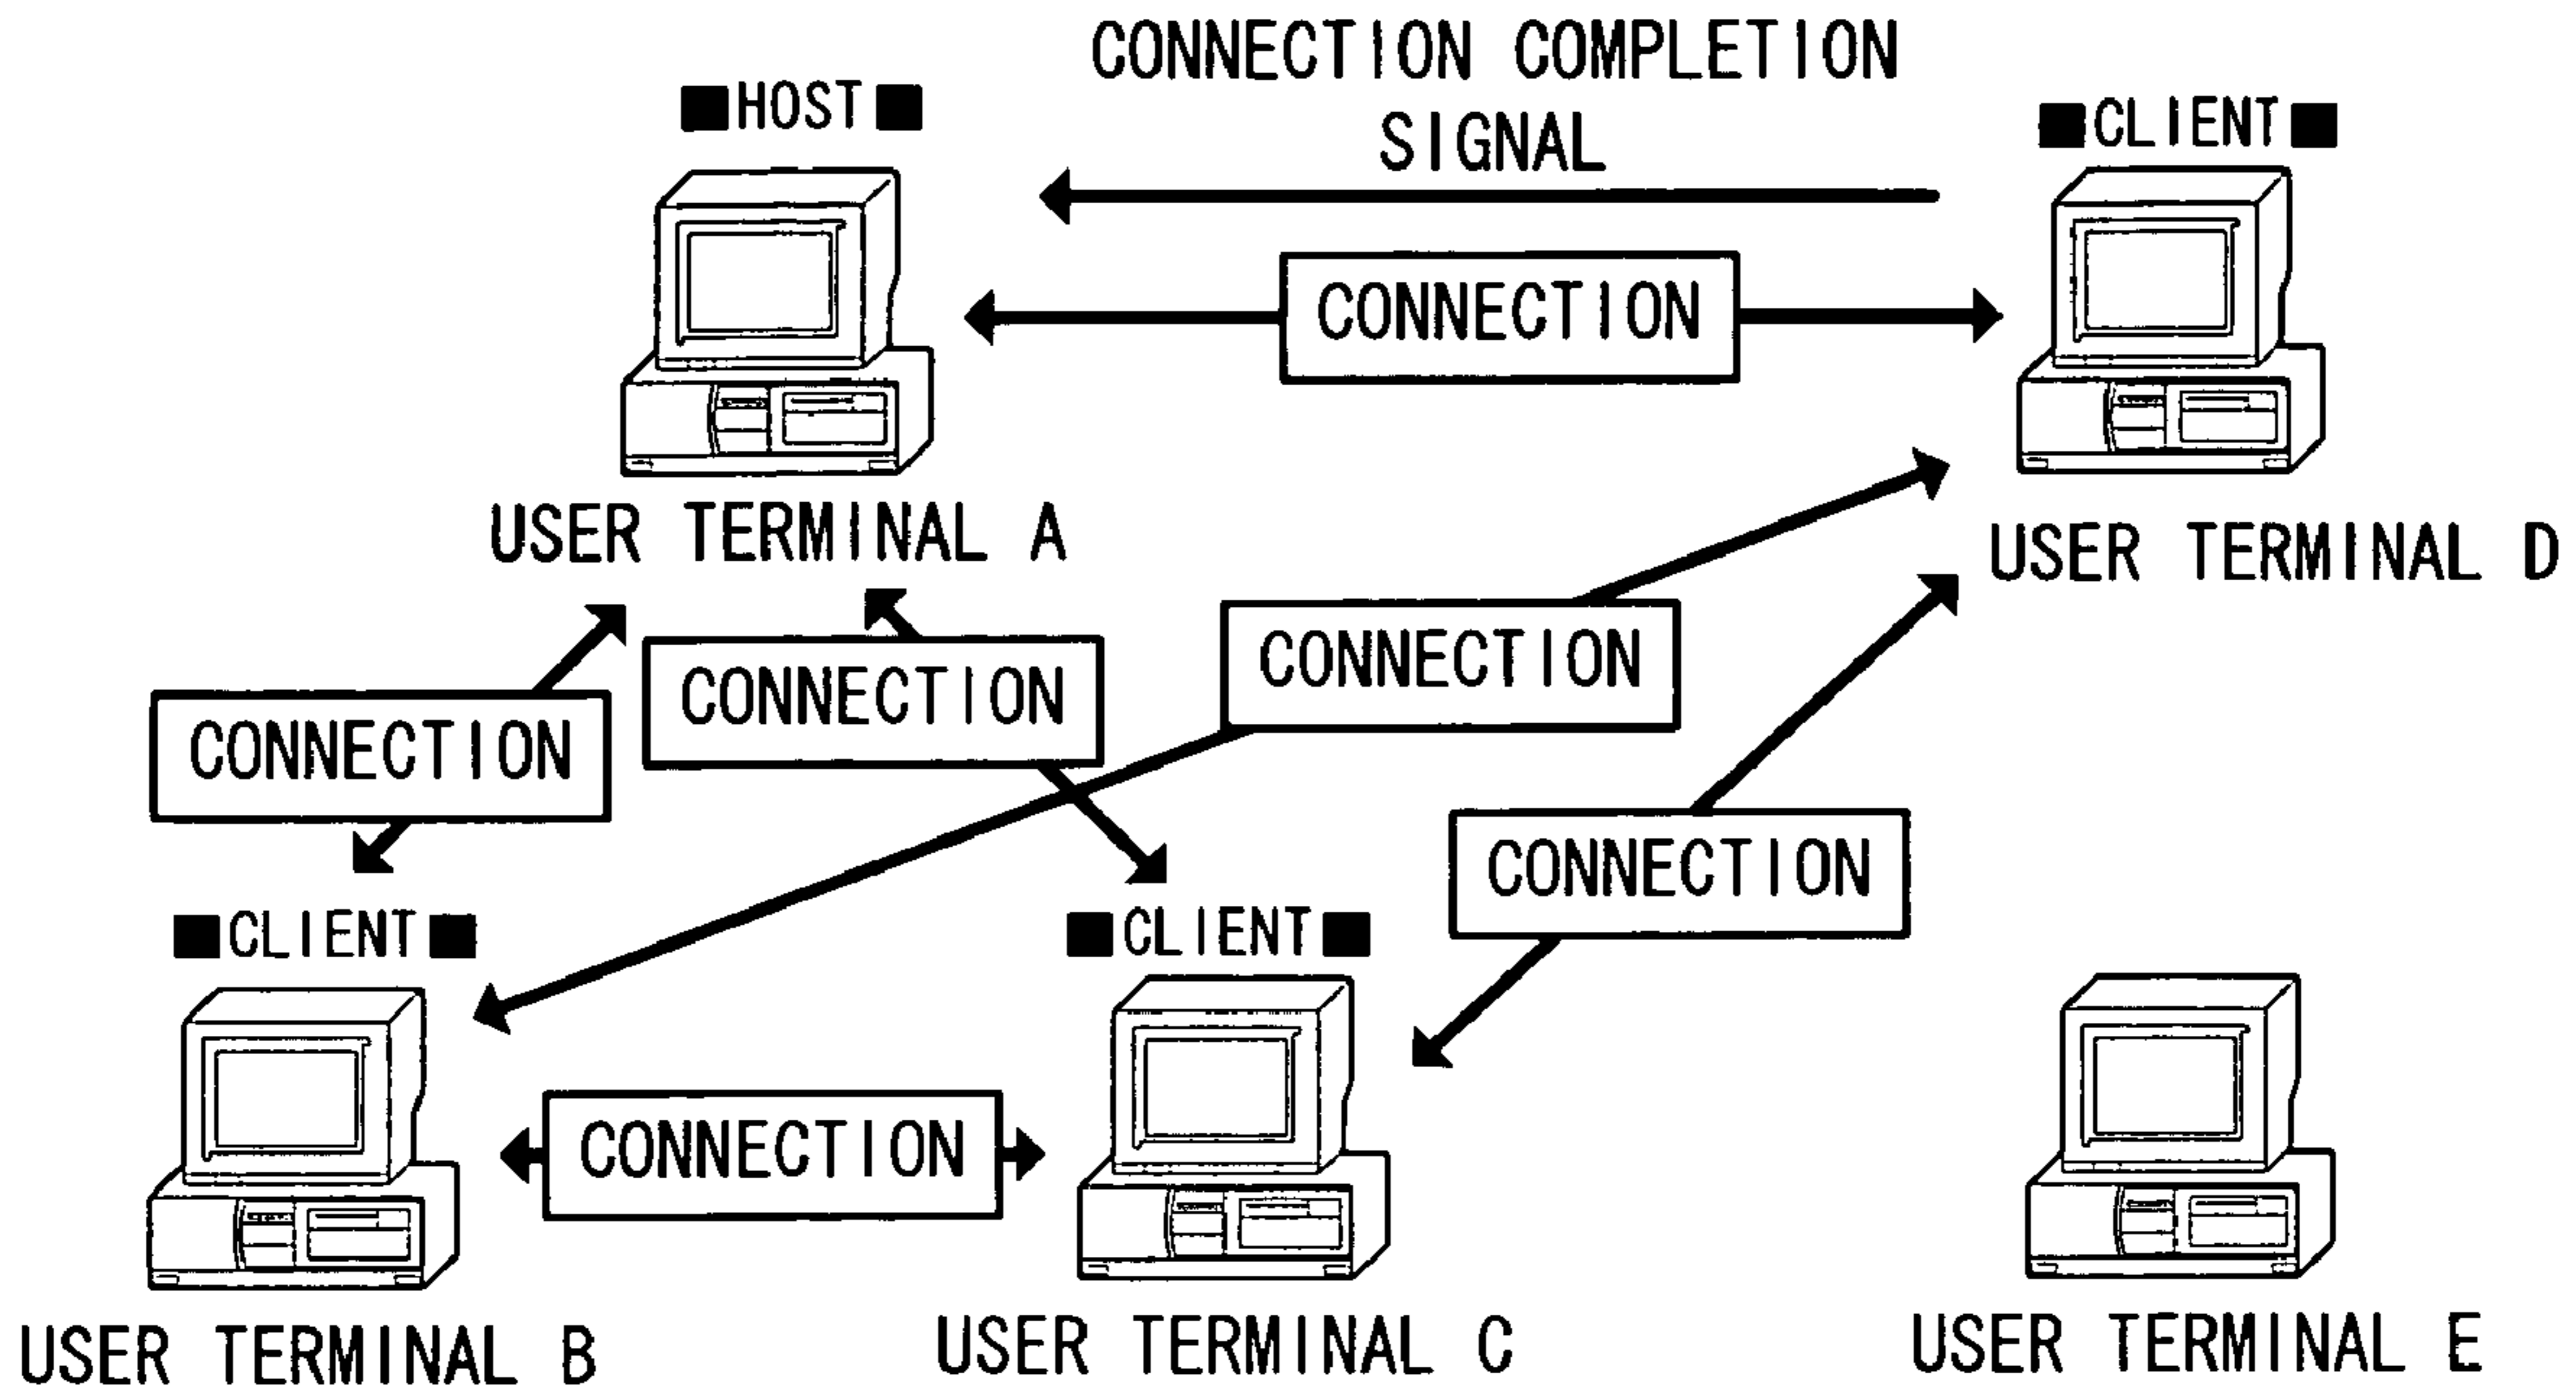 CONNECTION COMPLETION
SIGNAL
■HOST■
■CLIENT■
CONNECTION
USER TERMINAL A
USER TERMINAL D
CONNECTION
CONNECTION
CONNECTION
CONNECTION
■CLIENT■
■CLIENT■
CONNECTION
USER TERMINAL B
USER TERMINAL C
USER TERMINAL E